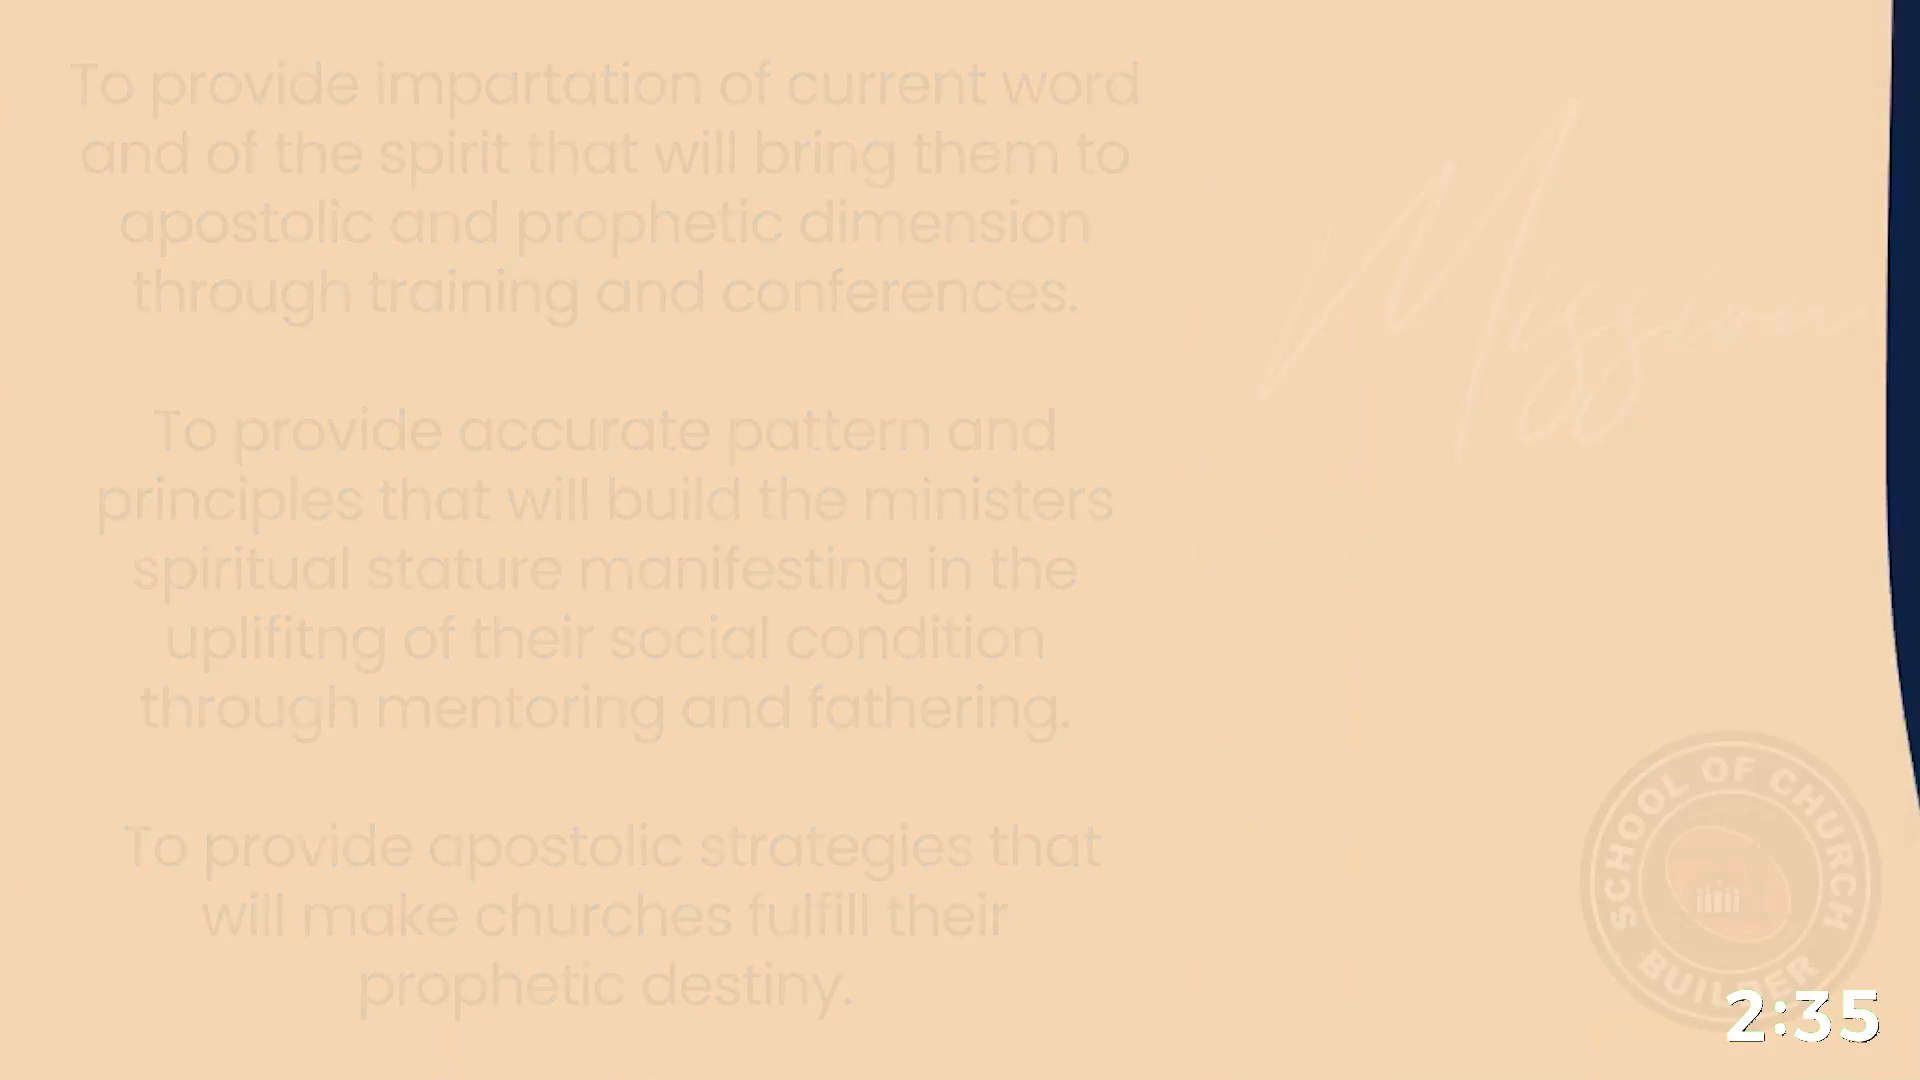 To provide impartation of current word
and of the spirit that will bring them to
apostolic and prophetic dimension
through training and conferences.
To provide accurate pattern and
principles that will build the ministers
spiritual stature manifesting in the
uplifitng of their social condition
through mentoring and fathering.
To provide apostolic strategies that
will make churches fulfill their
prophetic destiny.
Mission
SCHOOL OF CHURCH
BUILDER
2:35